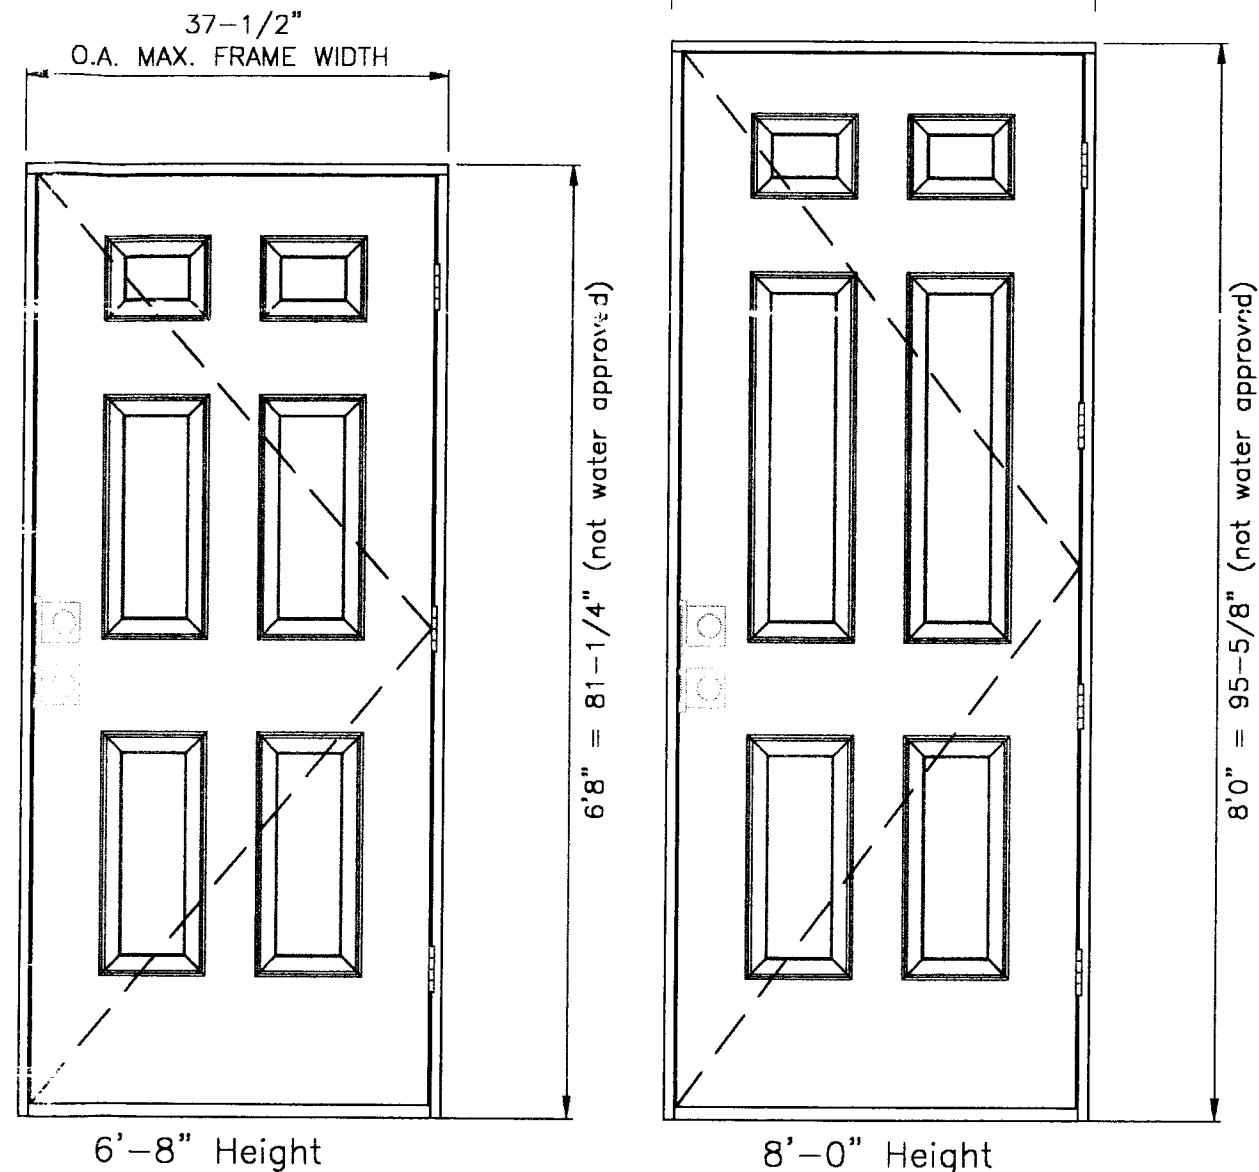 37-1/2"
O.A. MAX. FRAME WIDTH
6'8" = 81-1/4" (not water approved)
8'0" = 95-5/8" (not water approved)
6'-8" Height
8'-0" Height